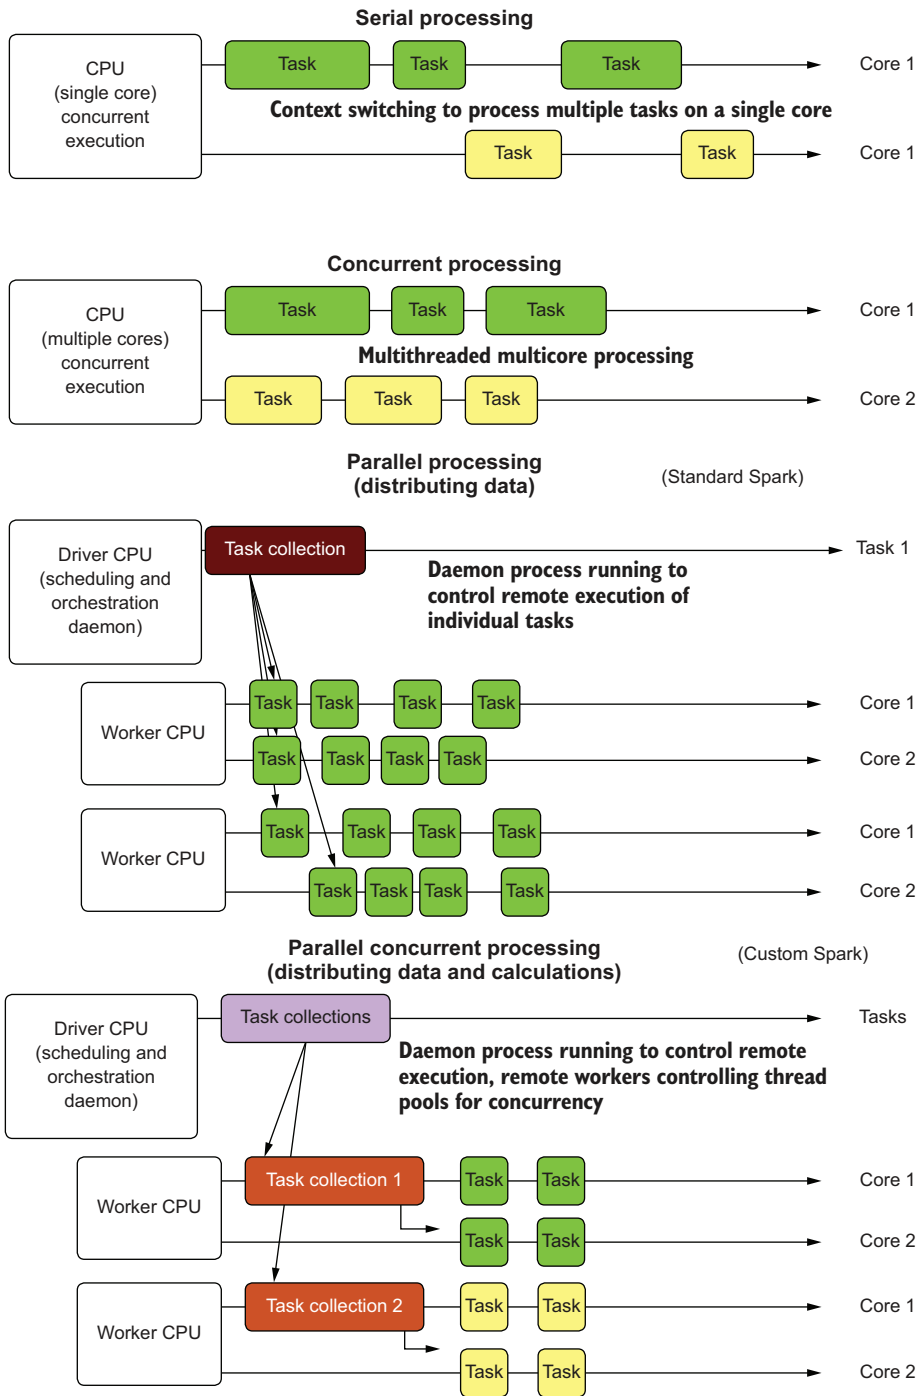 Serial processing
CPU
(single core)
concurrent
execution
Task Task Task Core 1
Context switching to process multiple tasks on a single core
Task Task Core 1
Concurrent processing
CPU
(multiple cores)
concurrent
execution
Task Task Task Core 1
Multithreaded multicore processing
Task Task Task Core 2
Parallel processing
(distributing data)
(Standard Spark)
Driver CPU
(scheduling and
orchestration
daemon)
Task collection Task 1
Daemon process running to
control remote execution of
individual tasks
Worker CPU
Task Task Task Task Core 1
Task Task Task Task Core 2
Worker CPU
Task Task Task Task Core 1
Task Task Task Task Core 2
Parallel concurrent processing
(distributing data and calculations)
(Custom Spark)
Driver CPU
(scheduling and
orchestration
daemon)
Task collections Tasks
Daemon process running to control remote
execution, remote workers controlling thread
pools for concurrency
Worker CPU
Task collection 1 Task Task Core 1
Task Task Core 2
Worker CPU
Task collection 2 Task Task Core 1
Task Task Core 2